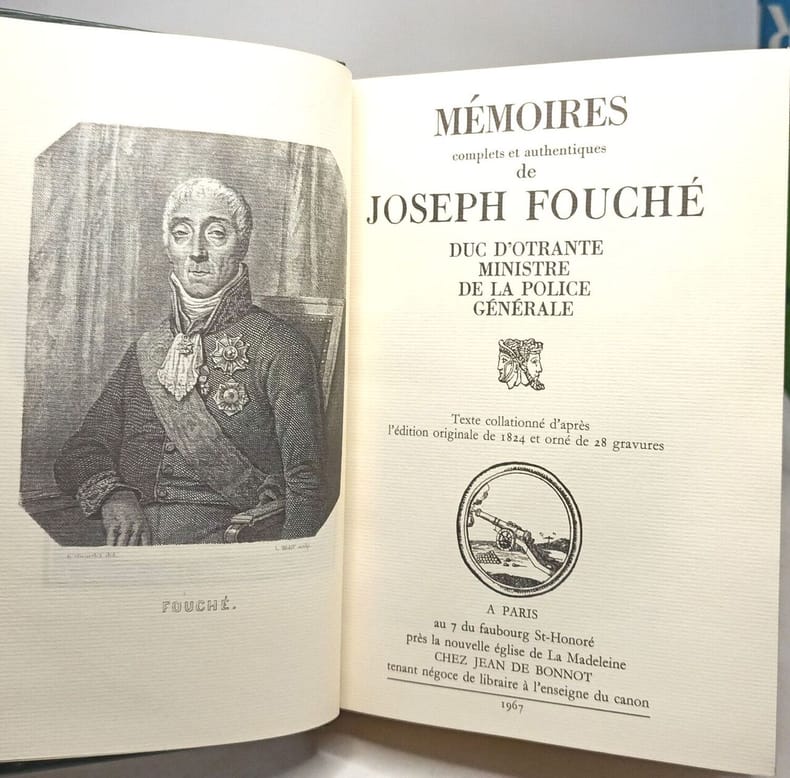 FOUCHÉ.
MÉMOIRES
complets et authentiques
de
JOSEPH FOUCHÉ
DUC D'OTRANTE
MINISTRE
DE LA POLICE
GÉNÉRALE
Texte collationné d'après
l'édition originale de 1824 et orné de 28 gravures
A PARIS
au 7 du faubourg St-Honoré
près la nouvelle église de La Madeleine
CHEZ JEAN DE BONNOT
tenant négoce de libraire à l'enseigne du canon
1967